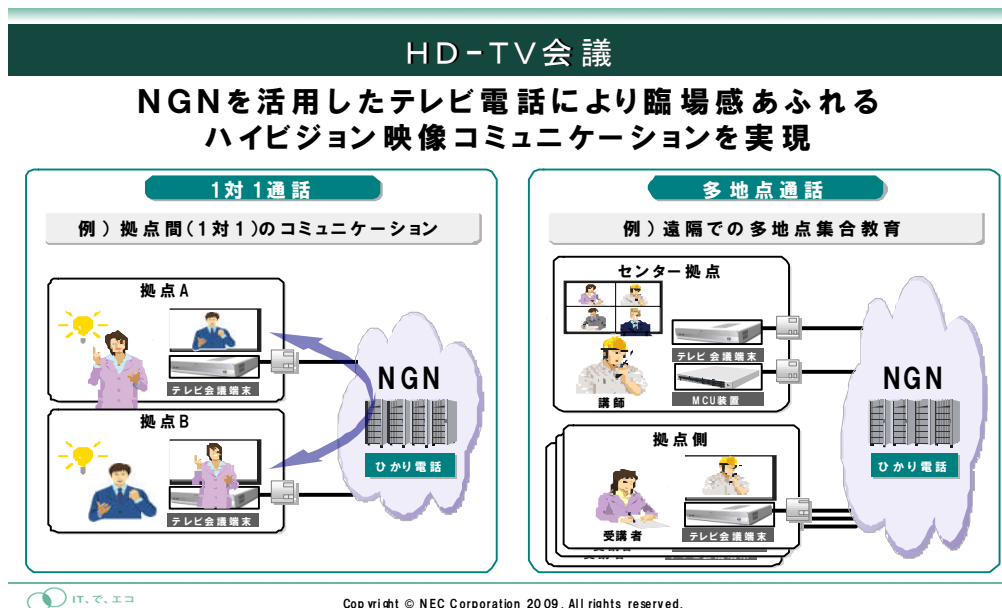 HD-TV会議
NGNを活用したテレビ電話により臨場感あふれる
ハイビジョン映像コミュニケーションを実現
1対1通話
例）拠点間（1対1）のコミュニケーション
拠点A
テレビ会議端末
拠点B
テレビ会議端末
NGN
ひかり電話
多地点通話
例）遠隔での多地点集合教育
センター拠点
テレビ会議端末
講師
MCU装置
拠点側
受講者
テレビ会議端末
NGN
ひかり電話
IT、で、エコ
Copyright © NEC Corporation 2009. All rights reserved.